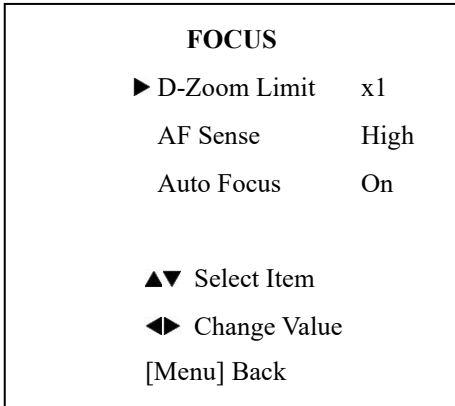 FOCUS
▶ D-Zoom Limit x1
AF Sense High
Auto Focus On
▲▼ Select Item
◀▶ Change Value
[Menu] Back